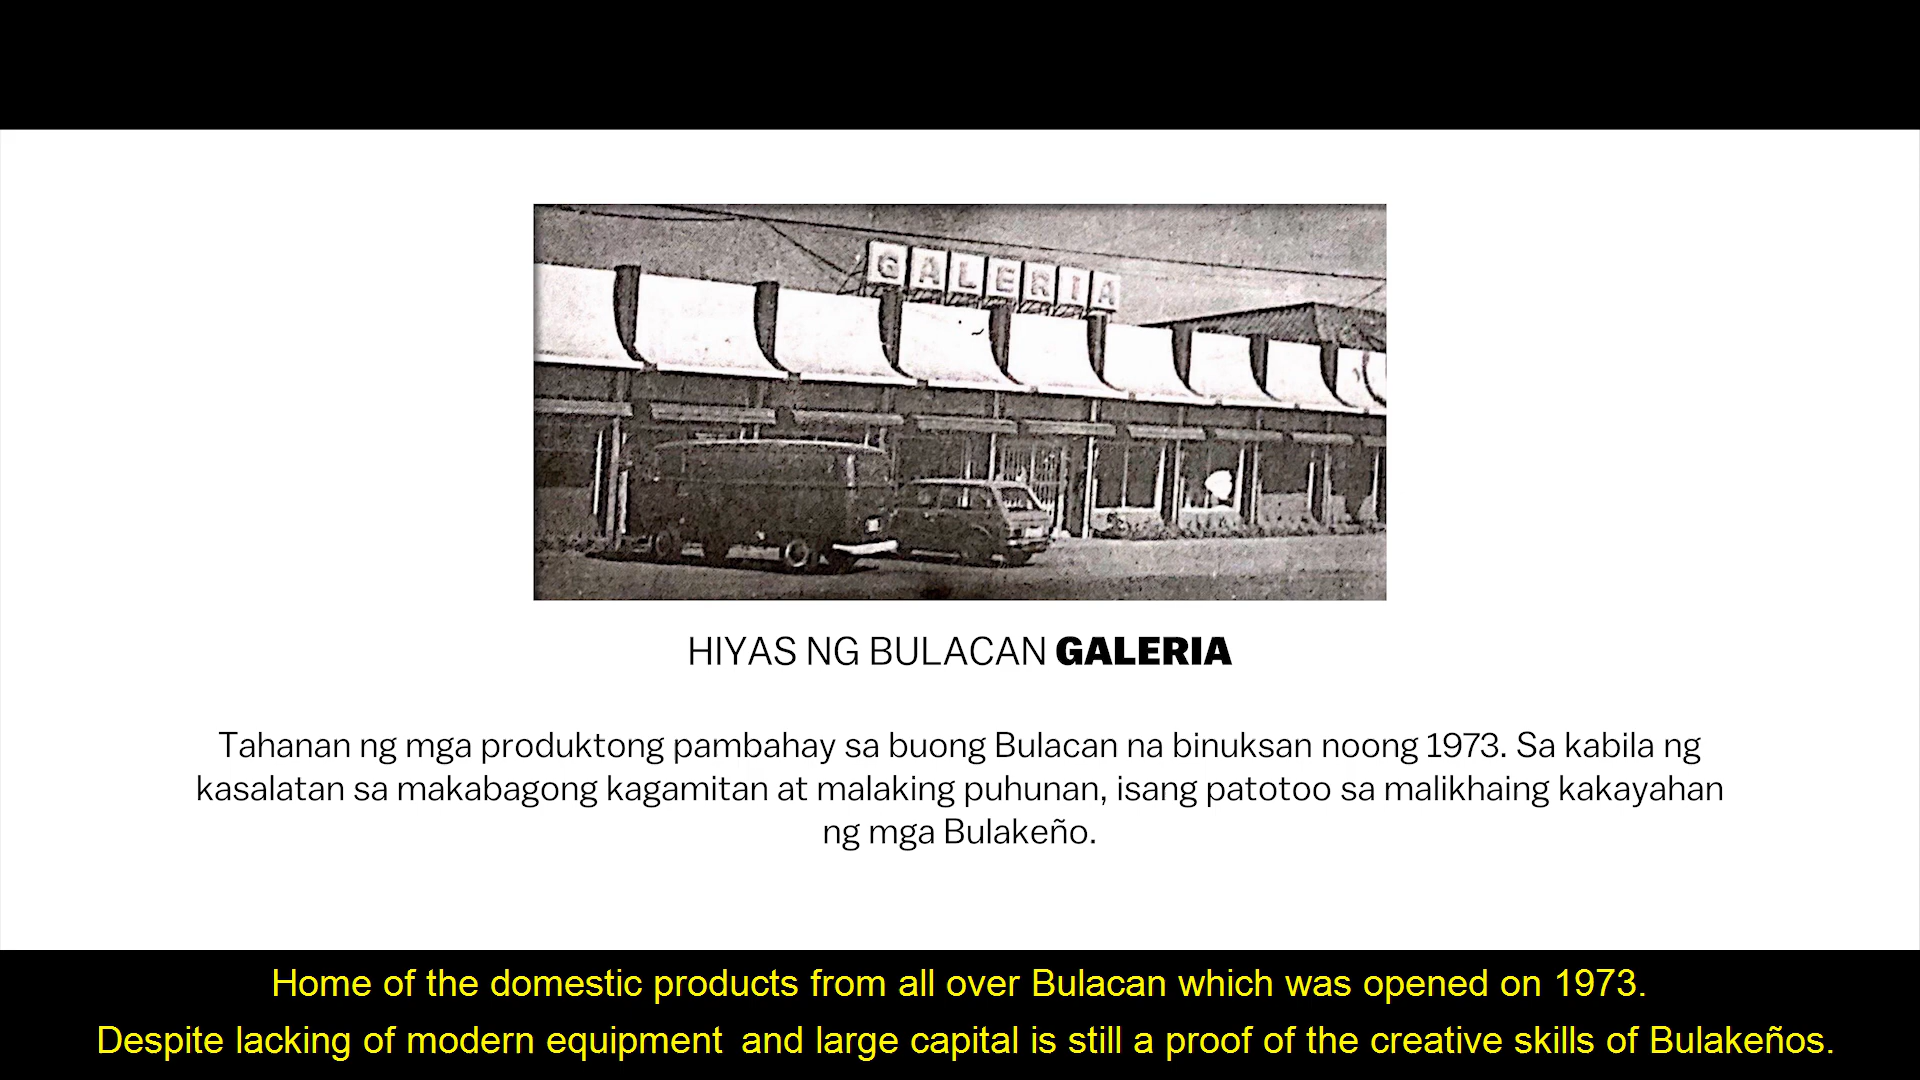 GALERIA
HIYAS NG BULACAN GALERIA
Tahanan ng mga produktong pambahay sa buong Bulacan na binuksan noong 1973. Sa kabila ng
kasalatan sa makabagong kagamitan at malaking puhunan, isang patotoo sa malikhaing kakayahan
ng mga Bulakeño.
Home of the domestic products from all over Bulacan which was opened on 1973.
Despite lacking of modern equipment and large capital is still a proof of the creative skills of Bulakeños.